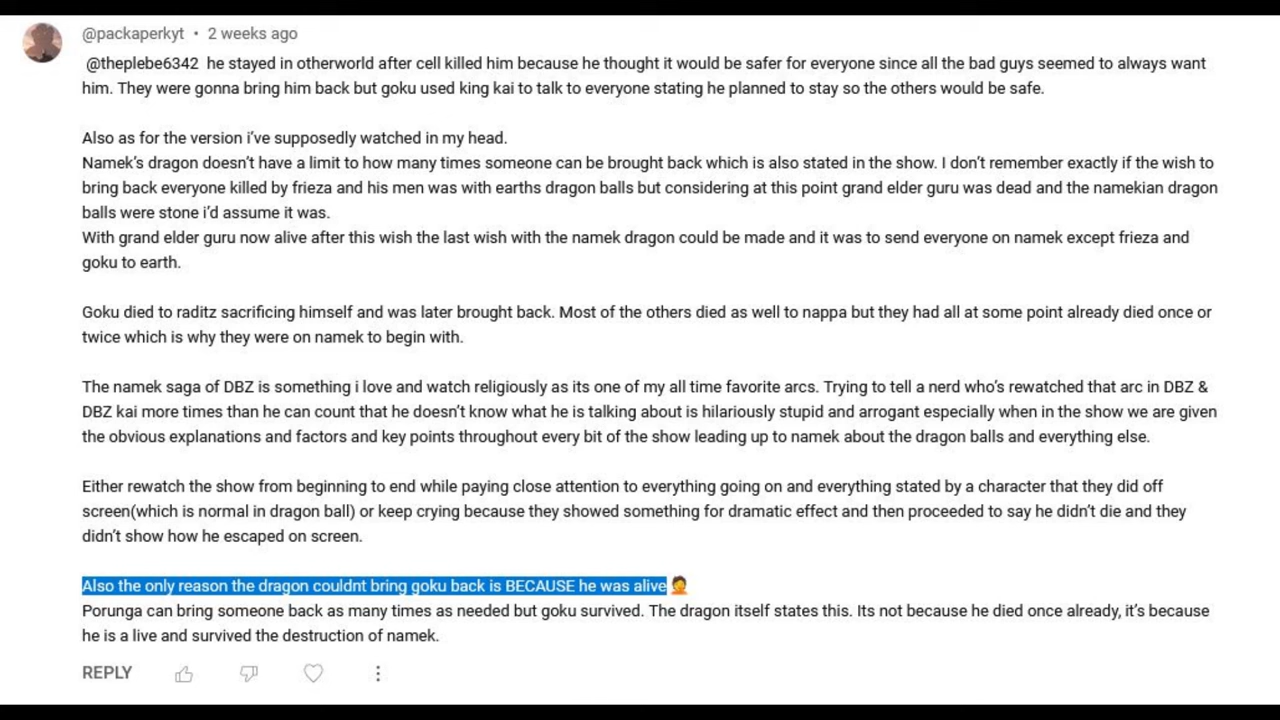 @packaperkyt • 2 weeks ago
@theplebe6342 he stayed in otherworld after cell killed him because he thought it would be safer for everyone since all the bad guys seemed to always want
him. They were gonna bring him back but goku used king kai to talk to everyone stating he planned to stay so the others would be safe.
Also as for the version i've supposedly watched in my head.
Namek's dragon doesn't have a limit to how many times someone can be brought back which is also stated in the show. I don't remember exactly if the wish to
bring back everyone killed by frieza and his men was with earths dragon balls but considering at this point grand elder guru was dead and the namekian dragon
balls were stone i'd assume it was.
With grand elder guru now alive after this wish the last wish with the namek dragon could be made and it was to send everyone on namek except frieza and
goku to earth.
Goku died to raditz sacrificing himself and was later brought back. Most of the others died as well to nappa but they had all at some point already died once or
twice which is why they were on namek to begin with.
The namek saga of DBZ is something i love and watch religiously as its one of my all time favorite arcs. Trying to tell a nerd who's rewatched that arc in DBZ &
DBZ kai more times than he can count that he doesn't know what he is talking about is hilariously stupid and arrogant especially when in the show we are given
the obvious explanations and factors and key points throughout every bit of the show leading up to namek about the dragon balls and everything else.
Either rewatch the show from beginning to end while paying close attention to everything going on and everything stated by a character that they did off
screen(which is normal in dragon ball) or keep crying because they showed something for dramatic effect and then proceeded to say he didn't die and they
didn't show how he escaped on screen.
Also the only reason the dragon couldnt bring goku back is BECAUSE he was alive🤦
Porunga can bring someone back as many times as needed but goku survived. The dragon itself states this. Its not because he died once already, it's because
he is a live and survived the destruction of namek.
REPLY